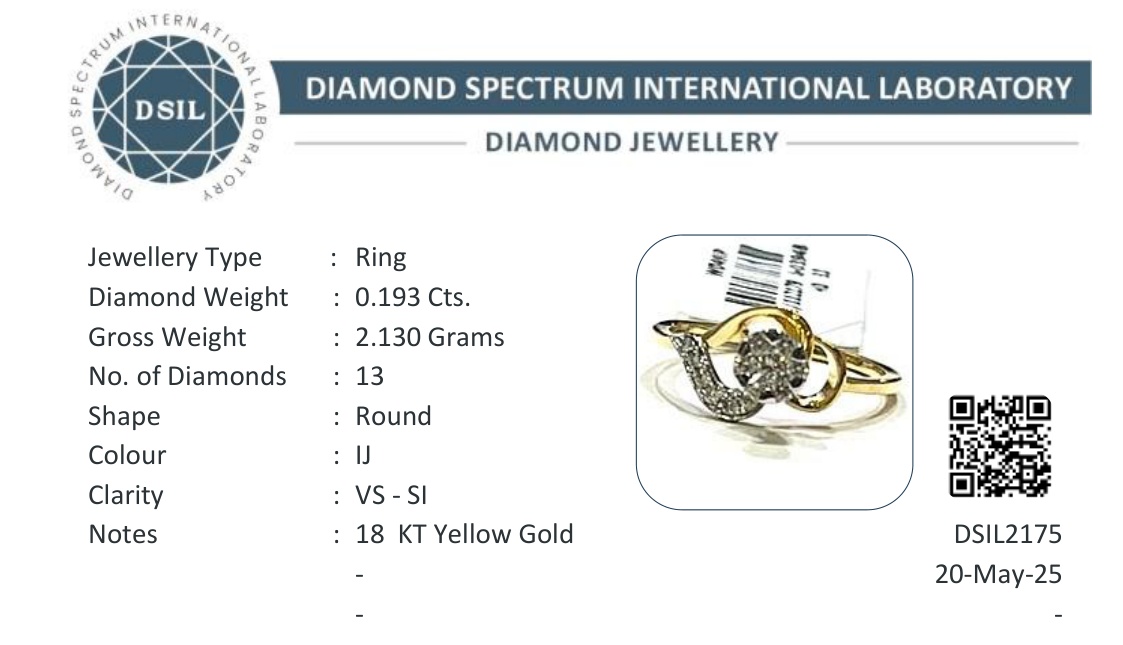 DIAMOND SPECTRUM INTERNATIONAL LABORATORY
DSIL
DIAMOND SPECTRUM INTERNATIONAL LABORATORY
DIAMOND JEWELLERY
Jewellery Type : Ring
Diamond Weight : 0.193 Cts.
Gross Weight : 2.130 Grams
No. of Diamonds : 13
Shape : Round
Colour : IJ
Clarity : VS - SI
Notes : 18 KT Yellow Gold
-
-
DSIL2175
20-May-25
-